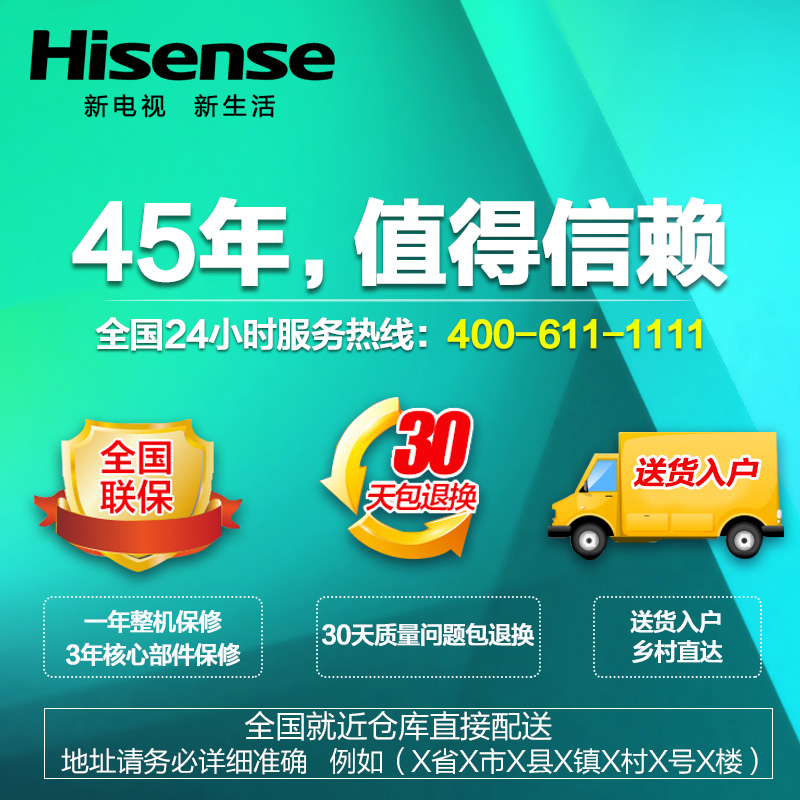 Hisense
新电视 新生活
45年，值得信赖
全国24小时服务热线：400-611-1111
全国
联保
30
天包退换
送货入户
一年整机保修
3年核心部件保修
30天质量问题包退换
送货入户
乡村直达
全国就近仓库直接配送
地址请务必详细准确 例如（X省X市X县X镇X村X号X楼）